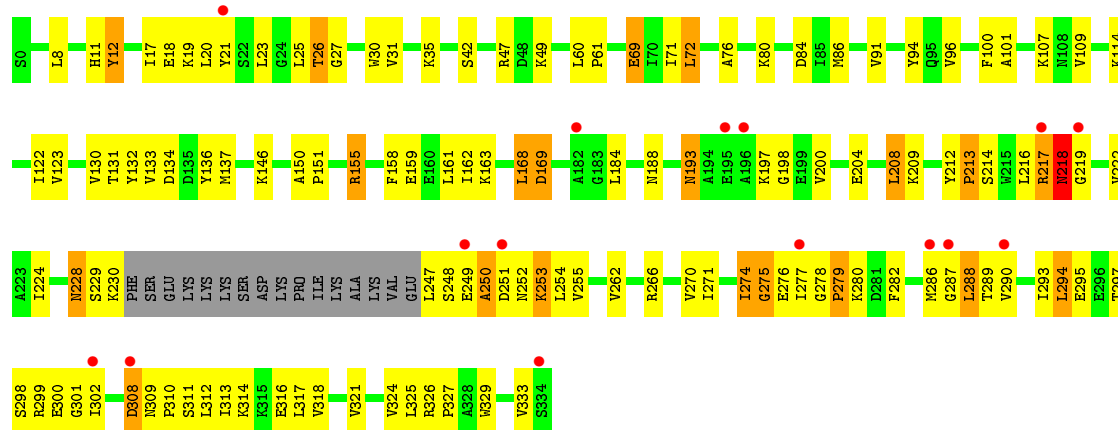 S0 L8 H11 Y12 I17 E18 K19 L20 Y21 S22 L23 G24 L25 T26 G27 W30 V31 K35 S42 R47 D48 K49 L60 P61 E69 I70 I71 L72 A76 K80 D84 I85 M86 V91 Y94 Q95 V96 F100 A101 K107 N108 V109 K114
I122 V123 V130 T131 Y132 V133 D134 D135 Y136 M137 K146 A150 P151 R155 F158 E159 E160 L161 I162 K163 L168 D169 A182 G183 L184 N188 N193 A194 E195 A196 K197 G198 E199 V200 E204 L208 K209 Y212 P213 S214 W215 L216 R217 N218 G219 V222
A223 I224 N228 S229 K230 PHE SER GLU LYS LYS LYS SER ASP LYS PRO ILE LYS ALA LYS VAL GLU L247 S248 E249 A250 D251 N252 K253 L254 V255 V262 R266 V270 I271 I274 G275 E276 I277 G278 P279 K280 D281 F282 M286 G287 L288 T289 V290 I293 L294 E295 E296 T297
S298 R299 E300 G301 I302 D308 N309 P310 S311 L312 I313 K314 K315 E316 L317 V318 V321 V324 L325 R326 P327 A328 W329 V333 S334